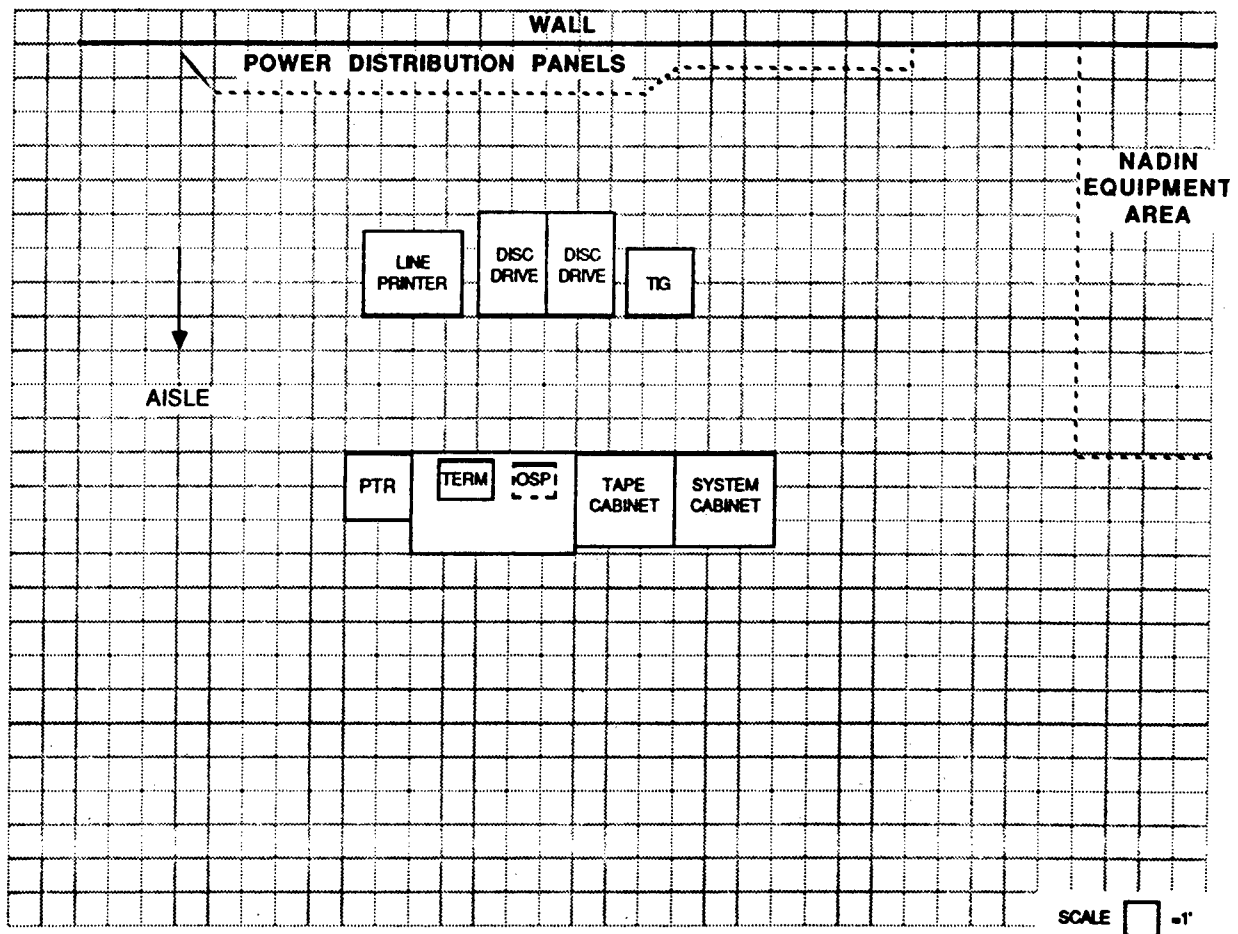 WALL
POWER DISTRIBUTION PANELS
NADIN
EQUIPMENT
AREA
LINE
PRINTER
DISC
DRIVE
DISC
DRIVE
TIG
AISLE
PTR
TERM
OSP
TAPE
CABINET
SYSTEM
CABINET
SCALE =1'